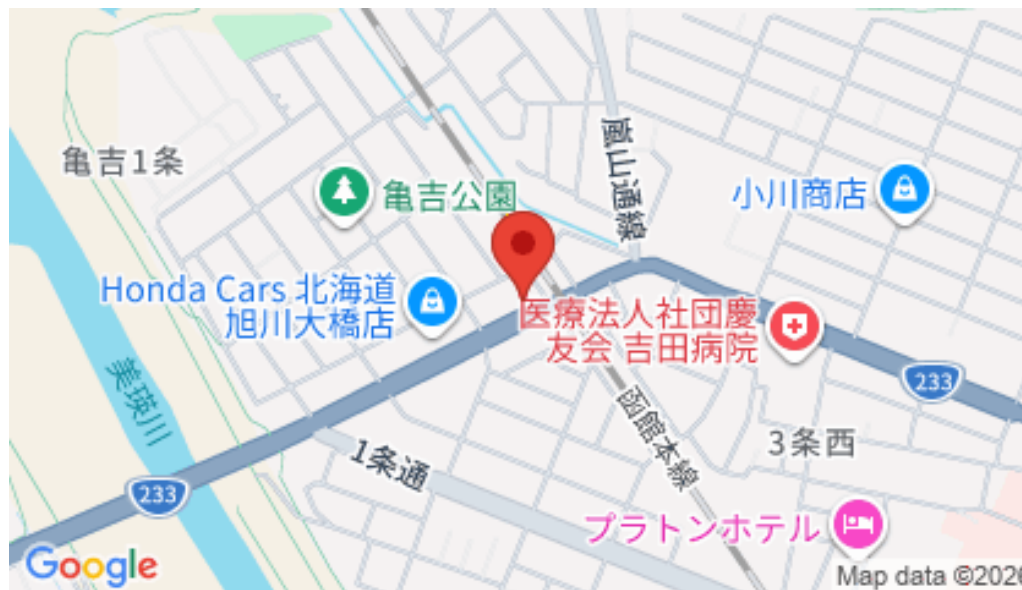 亀吉1条
嵐山通線
亀吉公園
小川商店
Honda Cars 北海道
旭川大橋店
医療法人社団慶
友会 吉田病院
233
美瑛川
函館本線
1条通
3条西
233
プラトンホテル
Google
Map data ©2026